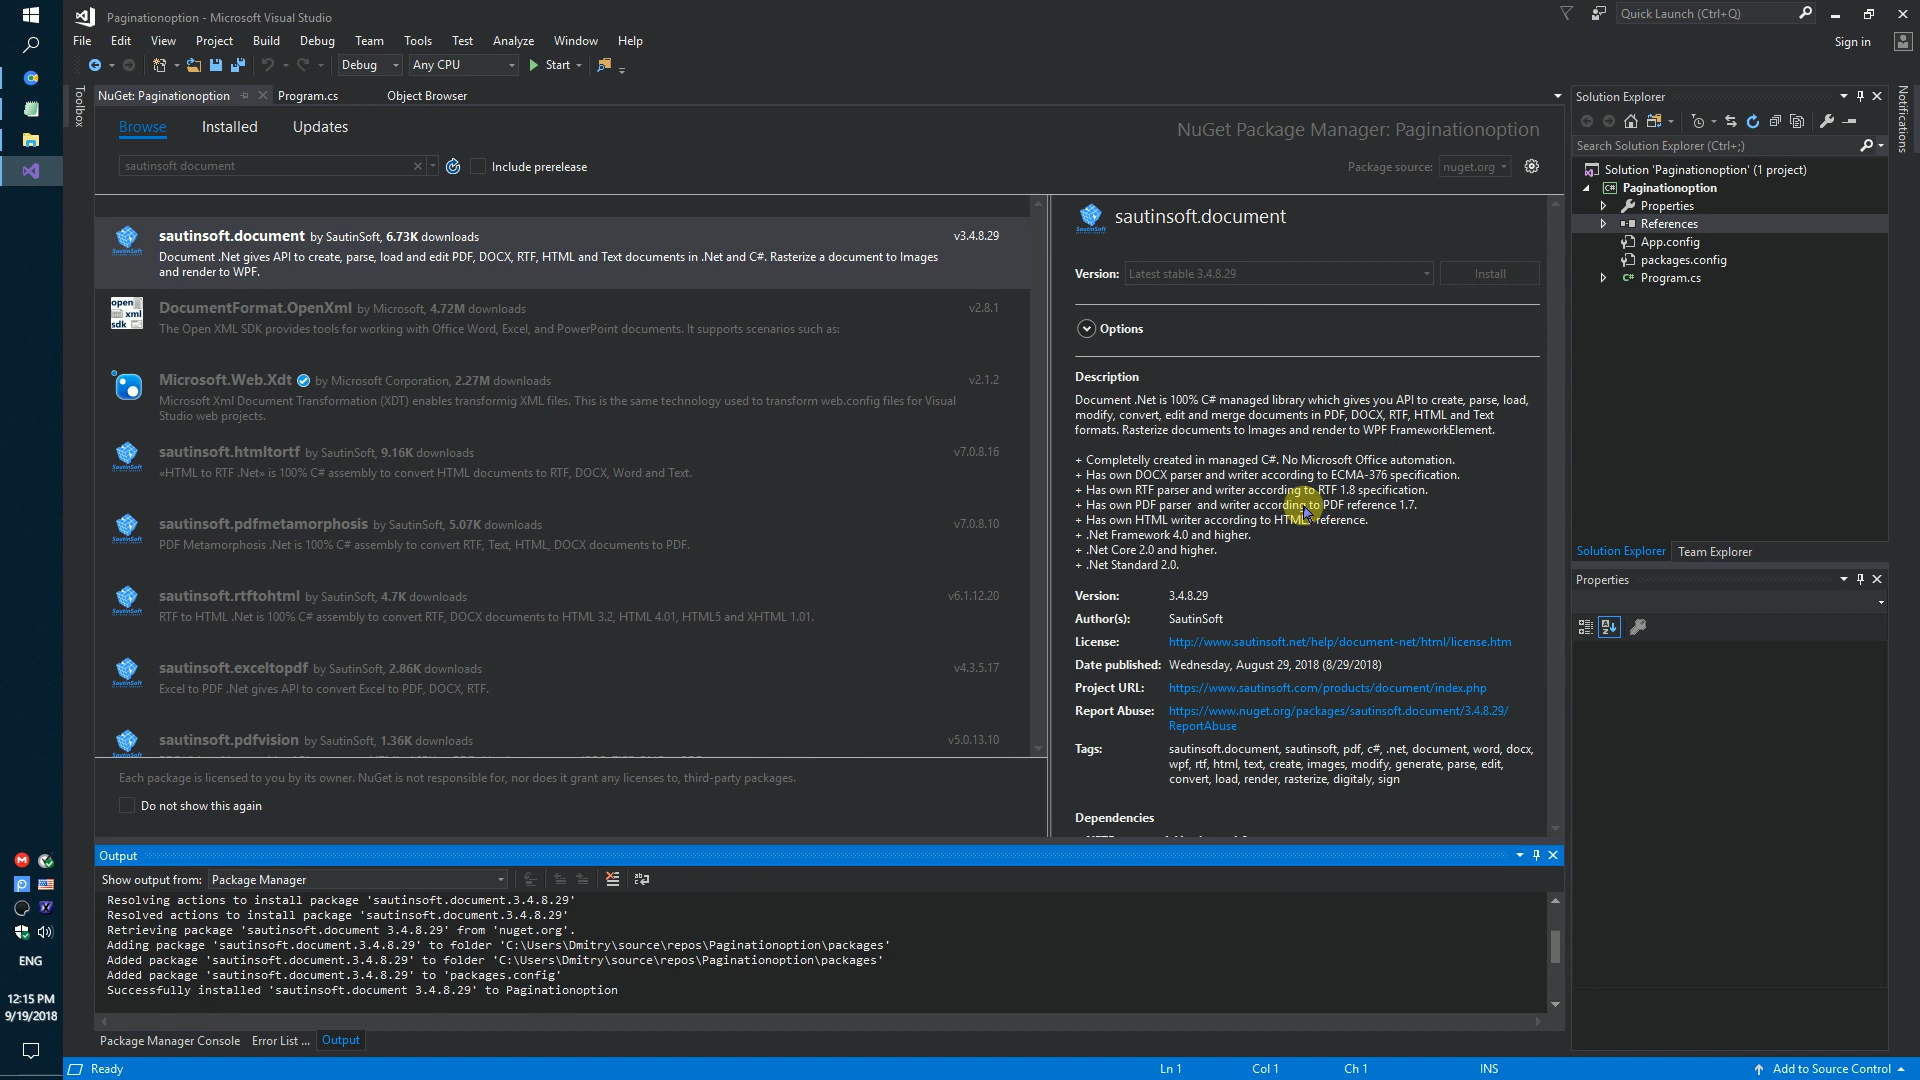 Paginationoption - Microsoft Visual Studio
Quick Launch (Ctrl+Q)
File Edit View Project Build Debug Team Tools Test Analyze Window Help
Sign in
Debug Any CPU Start
Toolbox
NuGet: Paginationoption Program.cs Object Browser
Browse Installed Updates
NuGet Package Manager: Paginationoption
sautinsoft document
Include prerelease
Package source: nuget.org
sautinsoft.document by SautinSoft, 6.73K downloads v3.4.8.29
Document .Net gives API to create, parse, load and edit PDF, DOCX, RTF, HTML and Text documents in .Net and C#. Rasterize a document to Images
and render to WPF.
DocumentFormat.OpenXml by Microsoft, 4.72M downloads v2.8.1
The Open XML SDK provides tools for working with Office Word, Excel, and PowerPoint documents. It supports scenarios such as:
open
xml
sdk
Microsoft.Web.Xdt by Microsoft Corporation, 2.27M downloads v2.1.2
Microsoft Xml Document Transformation (XDT) enables transformig XML files. This is the same technology used to transform web.config files for Visual
Studio web projects.
sautinsoft.htmltortf by SautinSoft, 9.16K downloads v7.0.8.16
«HTML to RTF .Net» is 100% C# assembly to convert HTML documents to RTF, DOCX, Word and Text.
sautinsoft.pdfmetamorphosis by SautinSoft, 5.07K downloads v7.0.8.10
PDF Metamorphosis .Net is 100% C# assembly to convert RTF, Text, HTML, DOCX documents to PDF.
sautinsoft.rtftohtml by SautinSoft, 4.7K downloads v6.1.12.20
RTF to HTML .Net is 100% C# assembly to convert RTF, DOCX documents to HTML 3.2, HTML 4.01, HTML5 and XHTML 1.01.
sautinsoft.exceltopdf by SautinSoft, 2.86K downloads v4.3.5.17
Excel to PDF .Net gives API to convert Excel to PDF, DOCX, RTF.
sautinsoft.pdfvision by SautinSoft, 1.36K downloads v5.0.13.10
Each package is licensed to you by its owner. NuGet is not responsible for, nor does it grant any licenses to, third-party packages.
Do not show this again
sautinsoft.document
Version: Latest stable 3.4.8.29 Install
Options
Description
Document .Net is 100% C# managed library which gives you API to create, parse, load,
modify, convert, edit and merge documents in PDF, DOCX, RTF, HTML and Text
formats. Rasterize documents to Images and render to WPF FrameworkElement.
+ Completelly created in managed C#. No Microsoft Office automation.
+ Has own DOCX parser and writer according to ECMA-376 specification.
+ Has own RTF parser and writer according to RTF 1.8 specification.
+ Has own PDF parser and writer according to PDF reference 1.7.
+ Has own HTML writer according to HTML reference.
+ .Net Framework 4.0 and higher.
+ .Net Core 2.0 and higher.
+ .Net Standard 2.0.
Version: 3.4.8.29
Author(s): SautinSoft
License: http://www.sautinsoft.net/help/document-net/html/license.htm
Date published: Wednesday, August 29, 2018 (8/29/2018)
Project URL: https://www.sautinsoft.com/products/document/index.php
Report Abuse: https://www.nuget.org/packages/sautinsoft.document/3.4.8.29/
ReportAbuse
Tags: sautinsoft.document, sautinsoft, pdf, c#, .net, document, word, docx,
wpf, rtf, html, text, create, images, modify, generate, parse, edit,
convert, load, render, rasterize, digitaly, sign
Dependencies
Solution Explorer
Search Solution Explorer (Ctrl+;)
Solution 'Paginationoption' (1 project)
C# Paginationoption
Properties
References
App.config
packages.config
C# Program.cs
Solution Explorer Team Explorer
Properties
Notifications
Output
Show output from: Package Manager
Resolving actions to install package 'sautinsoft.document.3.4.8.29'
Resolved actions to install package 'sautinsoft.document.3.4.8.29'
Retrieving package 'sautinsoft.document 3.4.8.29' from 'nuget.org'.
Adding package 'sautinsoft.document.3.4.8.29' to folder 'C:\Users\Dmitry\source\repos\Paginationoption\packages'
Added package 'sautinsoft.document.3.4.8.29' to folder 'C:\Users\Dmitry\source\repos\Paginationoption\packages'
Added package 'sautinsoft.document.3.4.8.29' to 'packages.config'
Successfully installed 'sautinsoft.document 3.4.8.29' to Paginationoption
Package Manager Console Error List ... Output
Ready Ln 1 Col 1 Ch 1 INS Add to Source Control
ENG
12:15 PM
9/19/2018